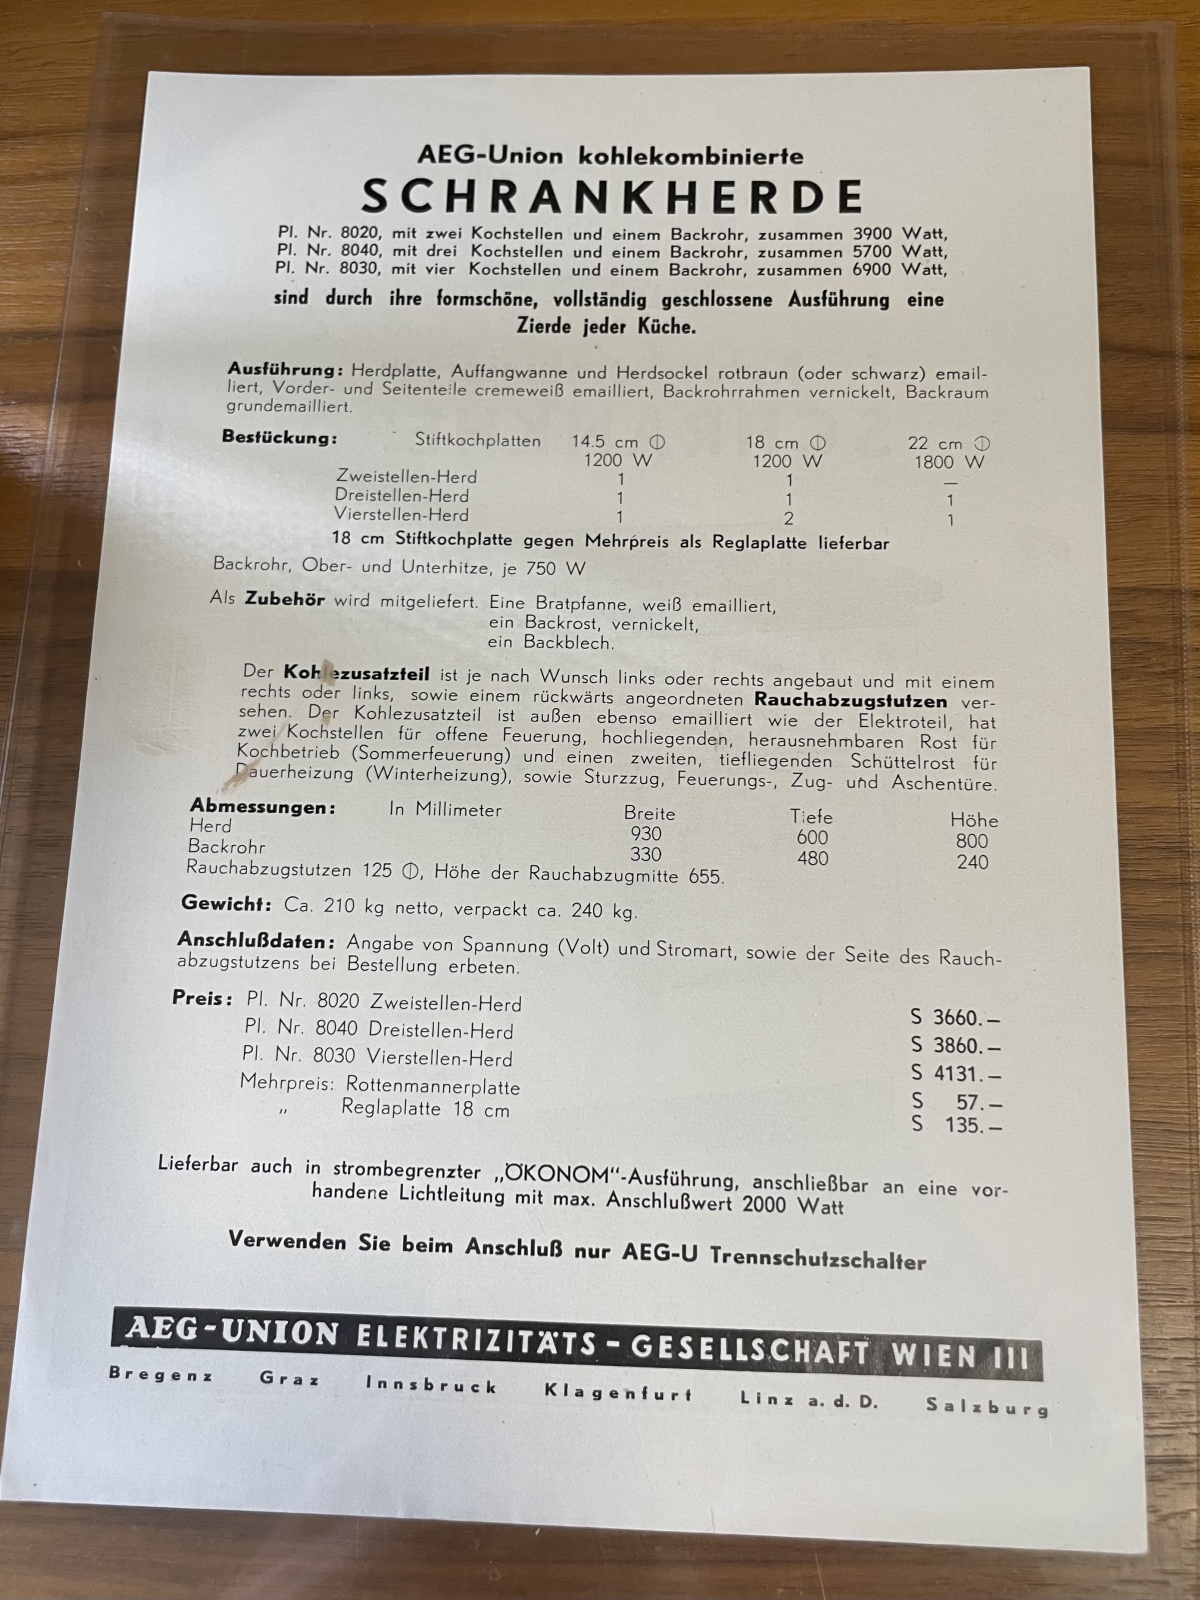 AEG-Union kohlekombinierte
SCHRANKHERDE
Pl. Nr. 8020, mit zwei Kochstellen und einem Backrohr, zusammen 3900 Watt,
Pl. Nr. 8040, mit drei Kochstellen und einem Backrohr, zusammen 5700 Watt,
Pl. Nr. 8030, mit vier Kochstellen und einem Backrohr, zusammen 6900 Watt,
sind durch ihre formschöne, vollständig geschlossene Ausführung eine
Zierde jeder Küche.
Ausführung: Herdplatte, Auffangwanne und Herdsockel rotbraun (oder schwarz) email-
liert, Vorder- und Seitenteile cremeweiß emailliert, Backrohrrahmen vernickelt, Backraum
grundemailliert.
Bestückung: Stiftkochplatten 14.5 cm ⌀ 18 cm ⌀ 22 cm ⌀
1200 W 1200 W 1800 W
Zweistellen-Herd 1 1 —
Dreistellen-Herd 1 1 1
Vierstellen-Herd 1 2 1
18 cm Stiftkochplatte gegen Mehrpreis als Reglaplatte lieferbar
Backrohr, Ober- und Unterhitze, je 750 W
Als Zubehör wird mitgeliefert. Eine Bratpfanne, weiß emailliert,
ein Backrost, vernickelt,
ein Backblech.
Der Kohlezusatzteil ist je nach Wunsch links oder rechts angebaut und mit einem
rechts oder links, sowie einem rückwärts angeordneten Rauchabzugstutzen ver-
sehen. Der Kohlezusatzteil ist außen ebenso emailliert wie der Elektroteil, hat
zwei Kochstellen für offene Feuerung, hochliegenden, herausnehmbaren Rost für
Kochbetrieb (Sommerfeuerung) und einen zweiten, tiefliegenden Schüttelrost für
Dauerheizung (Winterheizung), sowie Sturzzug, Feuerungs-, Zug- und Aschentüre.
Abmessungen: In Millimeter Breite Tiefe Höhe
Herd 930 600 800
Backrohr 330 480 240
Rauchabzugstutzen 125 ⌀, Höhe der Rauchabzugmitte 655.
Gewicht: Ca. 210 kg netto, verpackt ca. 240 kg.
Anschlußdaten: Angabe von Spannung (Volt) und Stromart, sowie der Seite des Rauch-
abzugstutzens bei Bestellung erbeten.
Preis: Pl. Nr. 8020 Zweistellen-Herd S 3660.—
Pl. Nr. 8040 Dreistellen-Herd S 3860.—
Pl. Nr. 8030 Vierstellen-Herd S 4131.—
Mehrpreis: Rottenmannerplatte S 57.—
„ Reglaplatte 18 cm S 135.—
Lieferbar auch in strombegrenzter „ÖKONOM"-Ausführung, anschließbar an eine vor-
handene Lichtleitung mit max. Anschlußwert 2000 Watt
Verwenden Sie beim Anschluß nur AEG-U Trennschutzschalter
AEG-UNION ELEKTRIZITÄTS-GESELLSCHAFT WIEN III
Bregenz Graz Innsbruck Klagenfurt Linz a. d. D. Salzburg